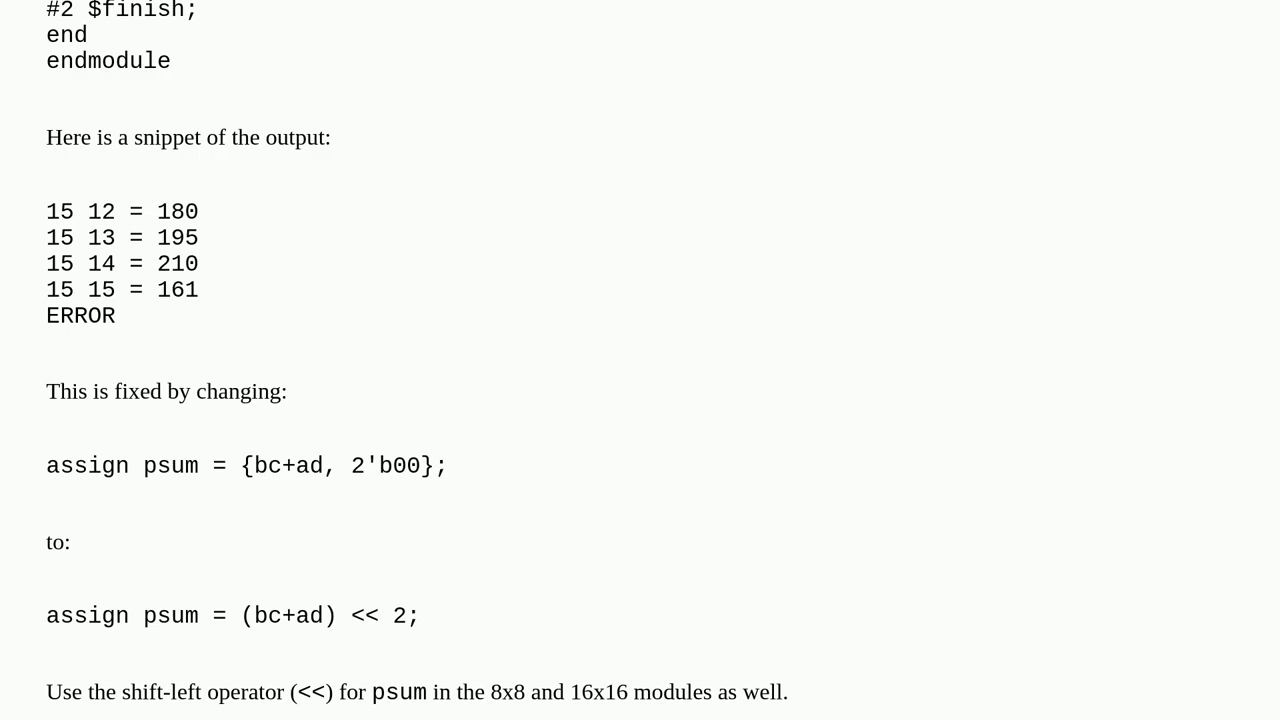 #2 $finish;
end
endmodule
Here is a snippet of the output:
15 12 = 180
15 13 = 195
15 14 = 210
15 15 = 161
ERROR
This is fixed by changing:
assign psum = {bc+ad, 2'b00};
to:
assign psum = (bc+ad) << 2;
Use the shift-left operator (<<) for psum in the 8x8 and 16x16 modules as well.